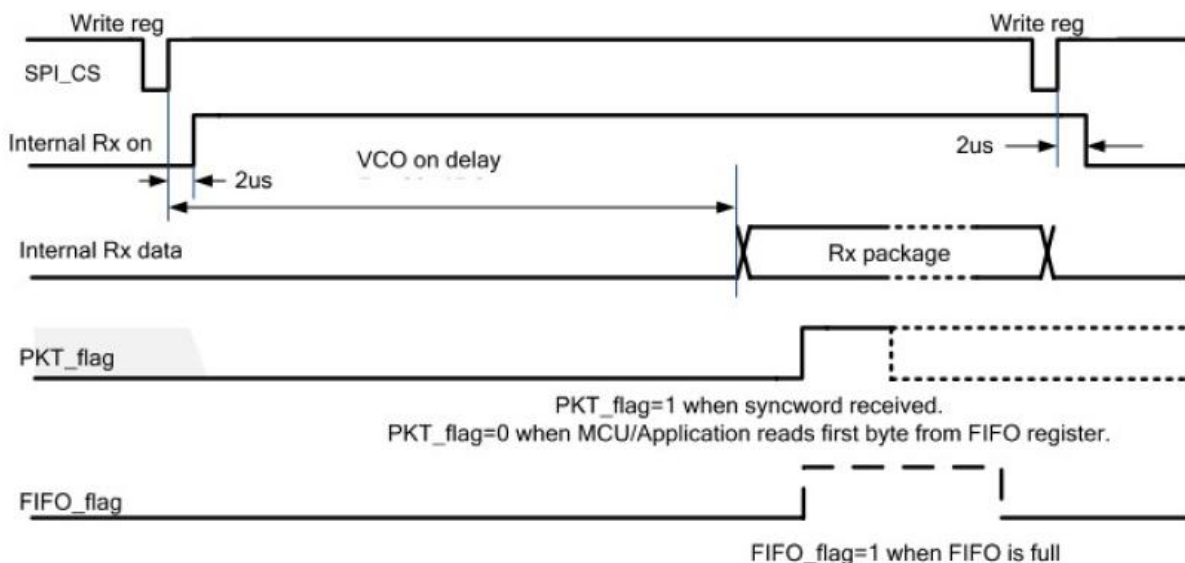 Write reg
Write reg
SPI_CS
Internal Rx on
2us
VCO on delay
2us
Internal Rx data
Rx package
PKT_flag
PKT_flag=1 when syncword received.
PKT_flag=0 when MCU/Application reads first byte from FIFO register.
FIFO_flag
FIFO_flag=1 when FIFO is full